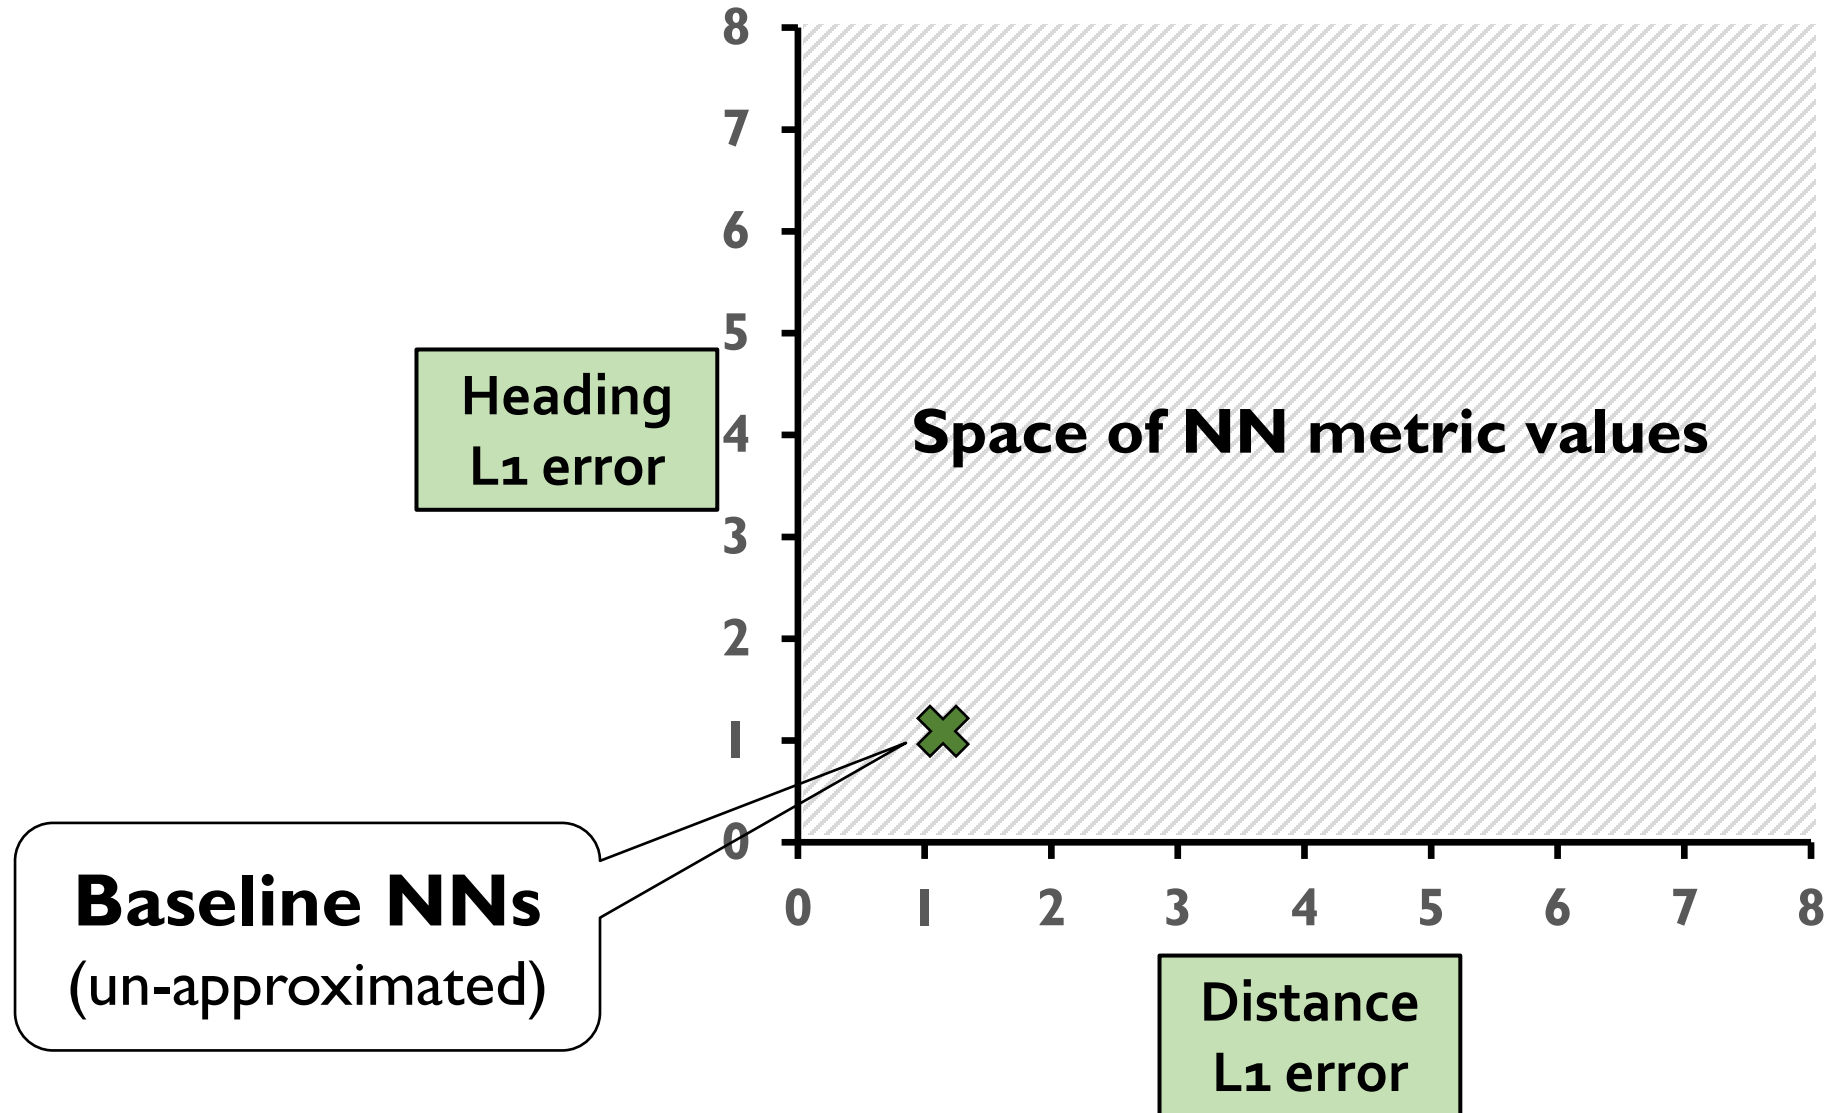 8
7
6
5
4
3
2
1
0
Heading
L1 error
Space of NN metric values
Baseline NNs
(un-approximated)
0 1 2 3 4 5 6 7 8
Distance
L1 error